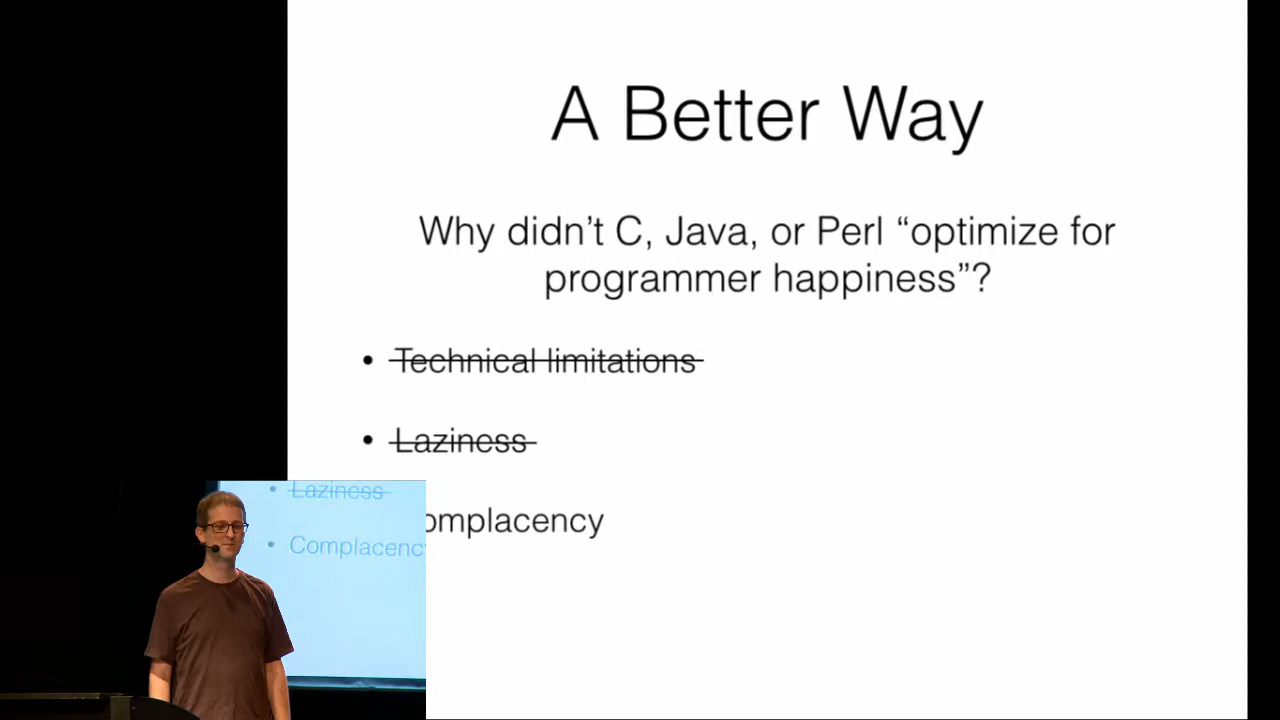 A Better Way
Why didn't C, Java, or Perl “optimize for
programmer happiness”?
• Technical limitations
• Laziness
omplacency
• Laziness
• Complacency